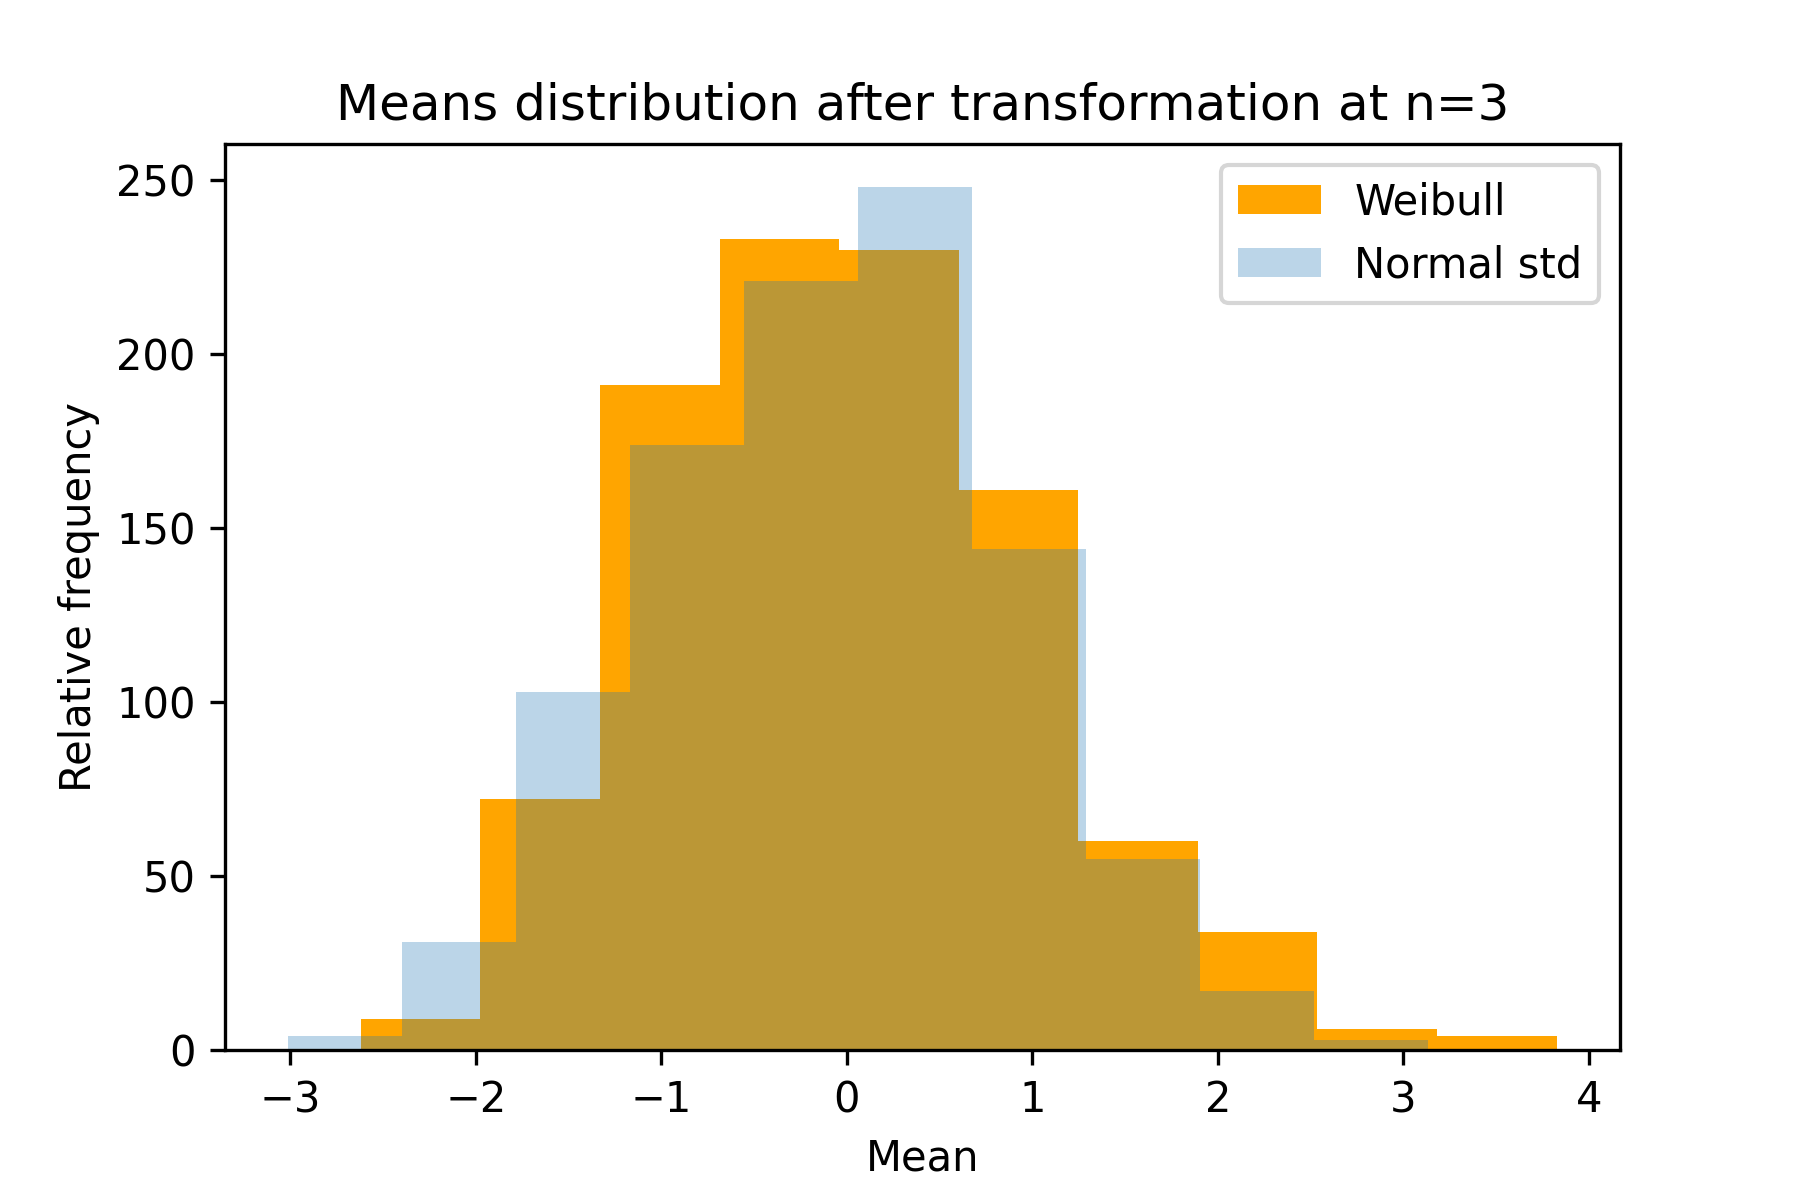 Means distribution after transformation at n=3
250
200
150
100
50
0
Relative frequency
Weibull
Normal std
−3 −2 −1 0 1 2 3 4
Mean